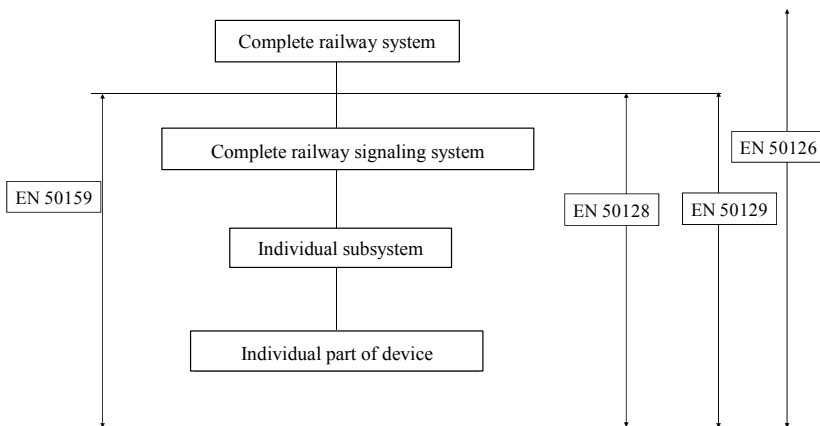 Complete railway system
EN 50126
Complete railway signaling system
EN 50159
EN 50128
EN 50129
Individual subsystem
Individual part of device